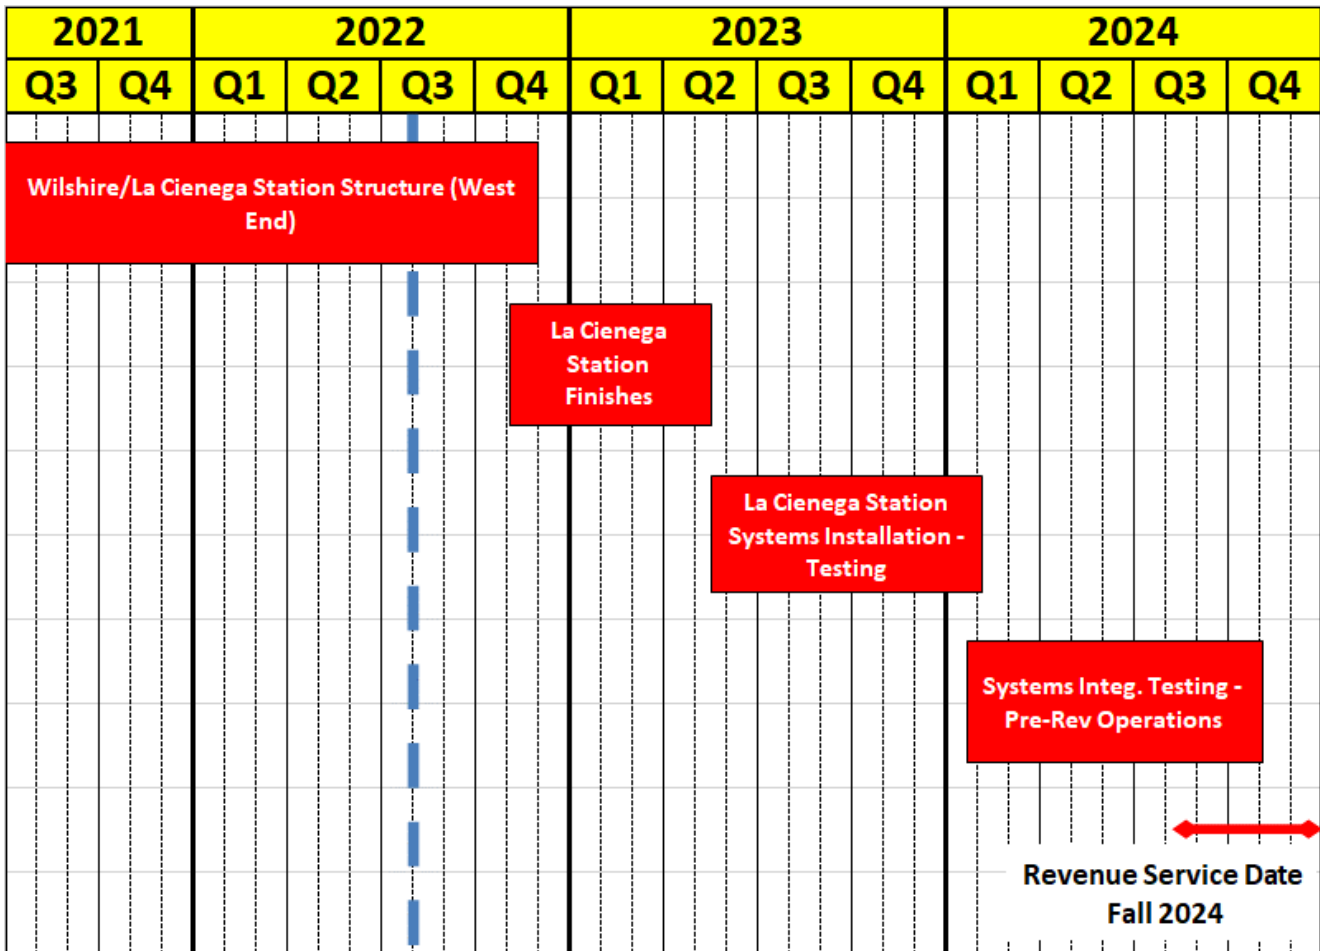 2021 2022 2023 2024
Q3 Q4 Q1 Q2 Q3 Q4 Q1 Q2 Q3 Q4 Q1 Q2 Q3 Q4
Wilshire/La Cienega Station Structure (West
End)
La Cienega
Station
Finishes
La Cienega Station
Systems Installation -
Testing
Systems Integ. Testing -
Pre-Rev Operations
Revenue Service Date
Fall 2024